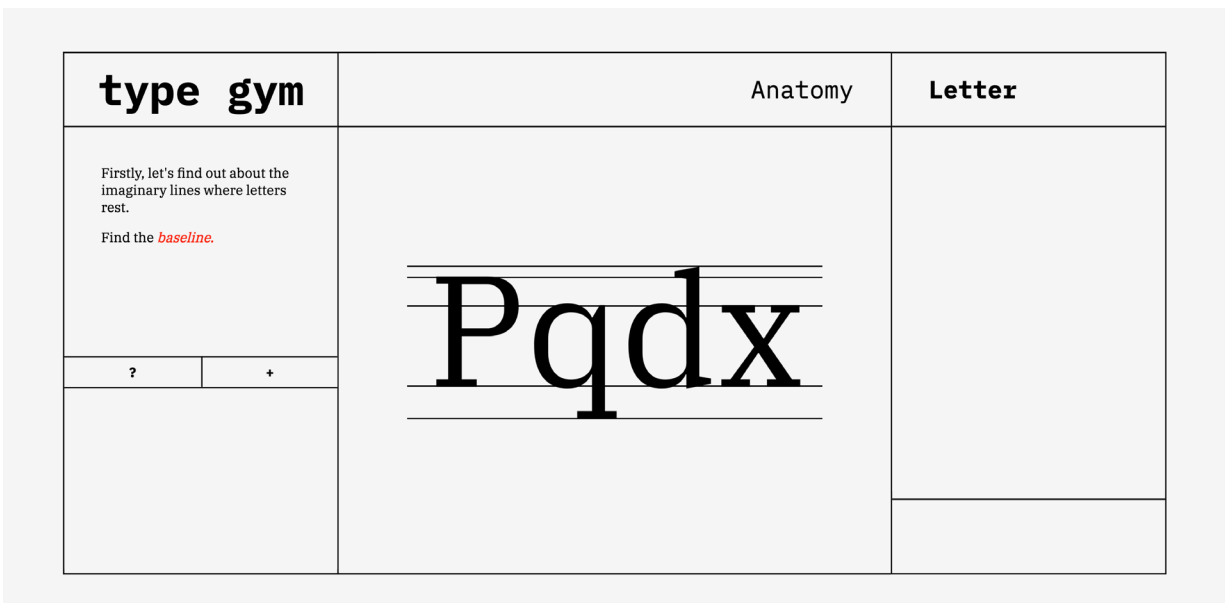 type gym
Anatomy
Letter
Firstly, let's find out about the
imaginary lines where letters
rest.
Find the baseline.
?
+
Pqdx